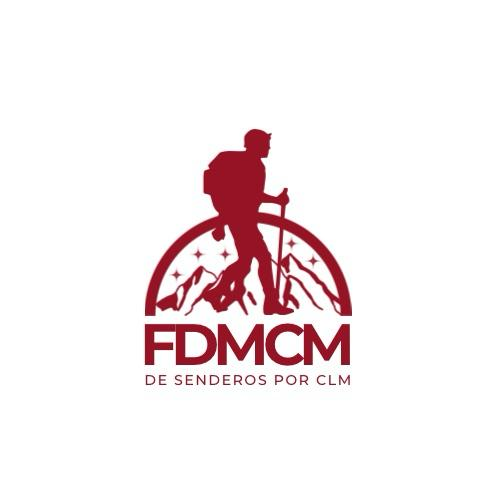 FDMCM
DE SENDEROS POR CLM